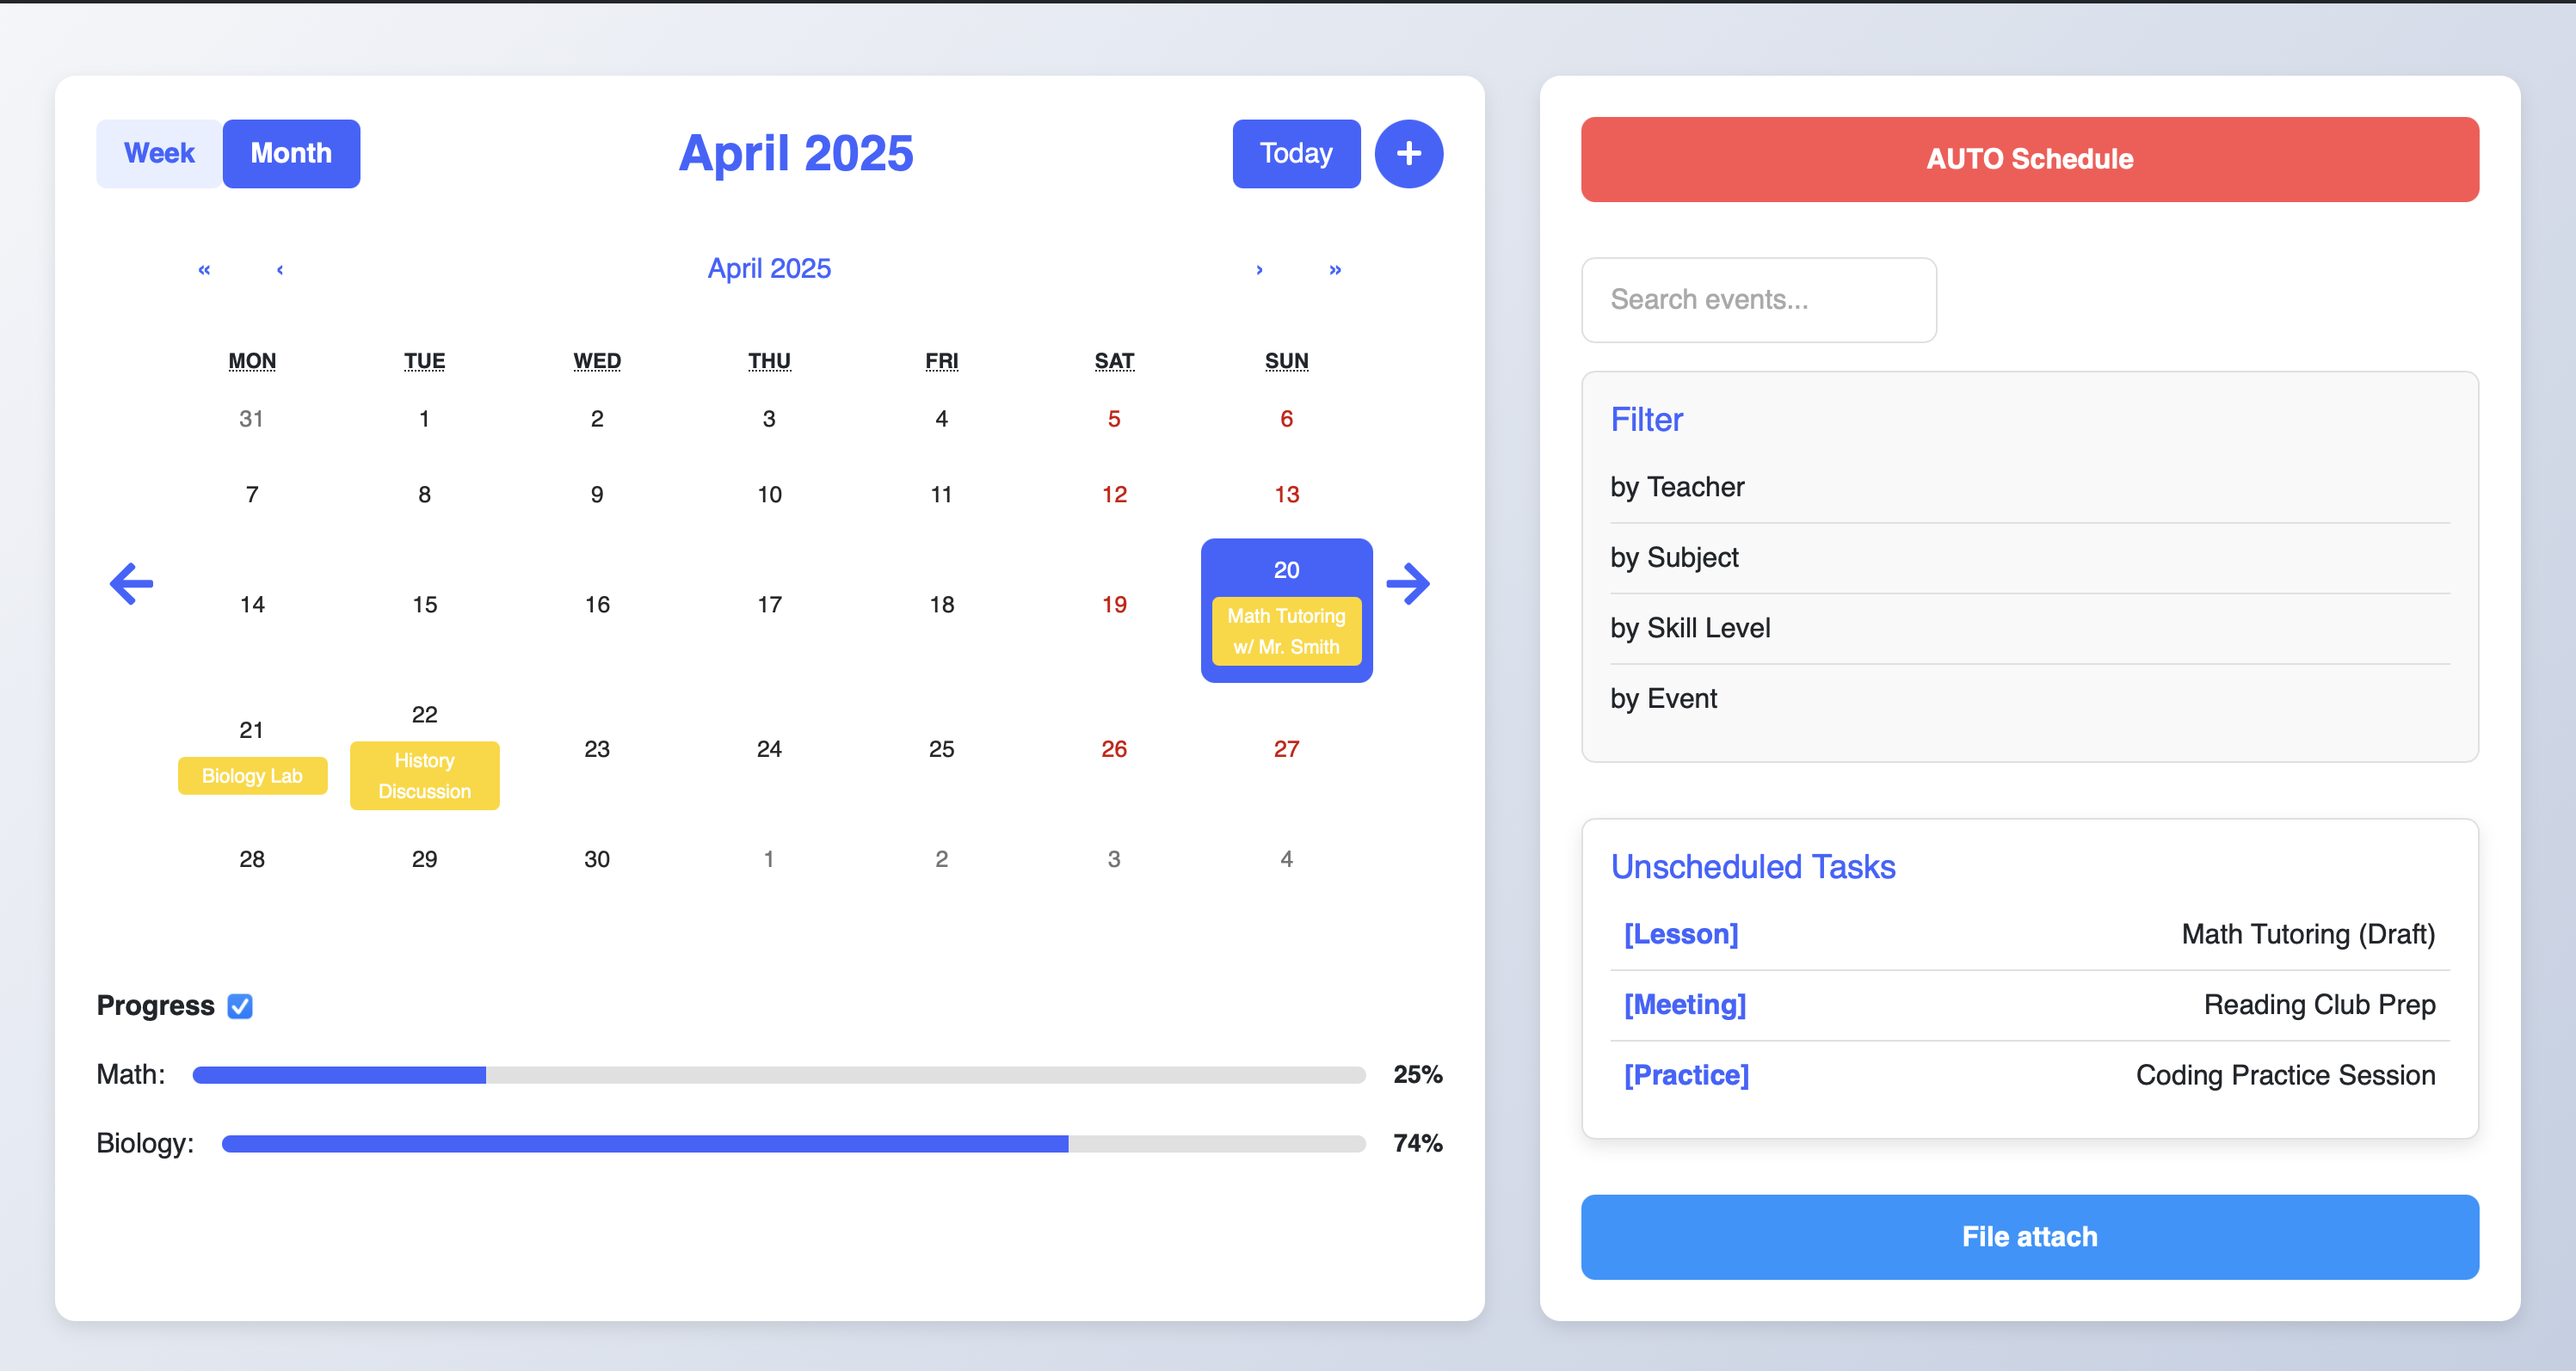 Week Month April 2025 Today +
« ‹ April 2025 › »
MON TUE WED THU FRI SAT SUN
31 1 2 3 4 5 6
7 8 9 10 11 12 13
14 15 16 17 18 19 20
Math Tutoring
w/ Mr. Smith
21 22 23 24 25 26 27
Biology Lab
History
Discussion
28 29 30 1 2 3 4
Progress
Math: 25%
Biology: 74%
AUTO Schedule
Search events...
Filter
by Teacher
by Subject
by Skill Level
by Event
Unscheduled Tasks
[Lesson] Math Tutoring (Draft)
[Meeting] Reading Club Prep
[Practice] Coding Practice Session
File attach